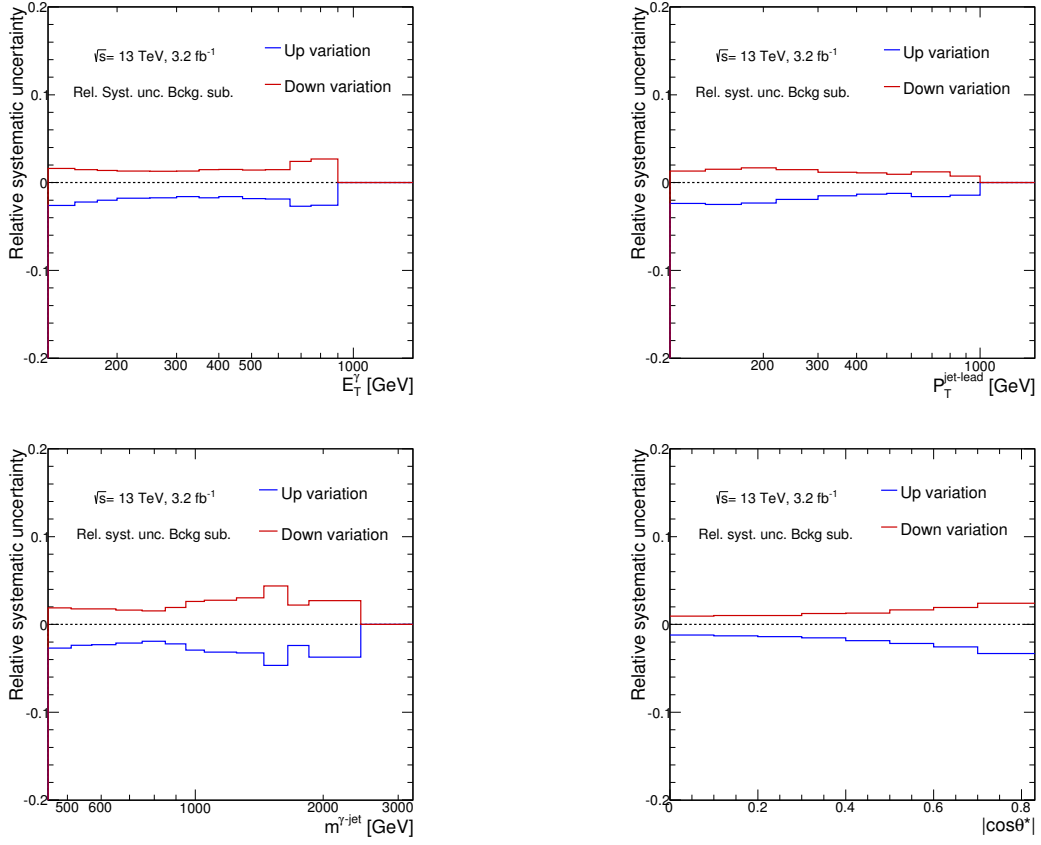 Relative systematic uncertainty
0.2
√s= 13 TeV, 3.2 fb⁻¹
Up variation
Rel. Syst. unc. Bckg. sub.
Down variation
0.1
0
-0.1
-0.2
200 300 400 500 1000
E_T^γ [GeV]
Relative systematic uncertainty
0.2
√s= 13 TeV, 3.2 fb⁻¹
Up variation
Rel. syst. unc. Bckg sub.
Down variation
0.1
0
-0.1
-0.2
200 300 400 1000
P_T^jet-lead [GeV]
Relative systematic uncertainty
0.2
√s= 13 TeV, 3.2 fb⁻¹
Up variation
Rel. syst. unc. Bckg sub.
Down variation
0.1
0
-0.1
-0.2
500 600 1000 2000 3000
m^γ-jet [GeV]
Relative systematic uncertainty
0.2
√s= 13 TeV, 3.2 fb⁻¹
Up variation
Rel. syst. unc. Bckg sub.
Down variation
0.1
0
-0.1
-0.2
0 0.2 0.4 0.6 0.8
|cosθ*|